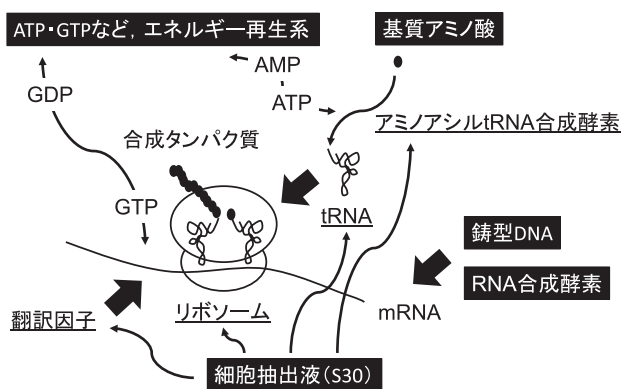 ATP・GTPなど，エネルギー再生系
基質アミノ酸
AMP
GDP
ATP
アミノアシルtRNA合成酵素
合成タンパク質
GTP
tRNA
鋳型DNA
RNA合成酵素
mRNA
リボソーム
翻訳因子
細胞抽出液（S30）